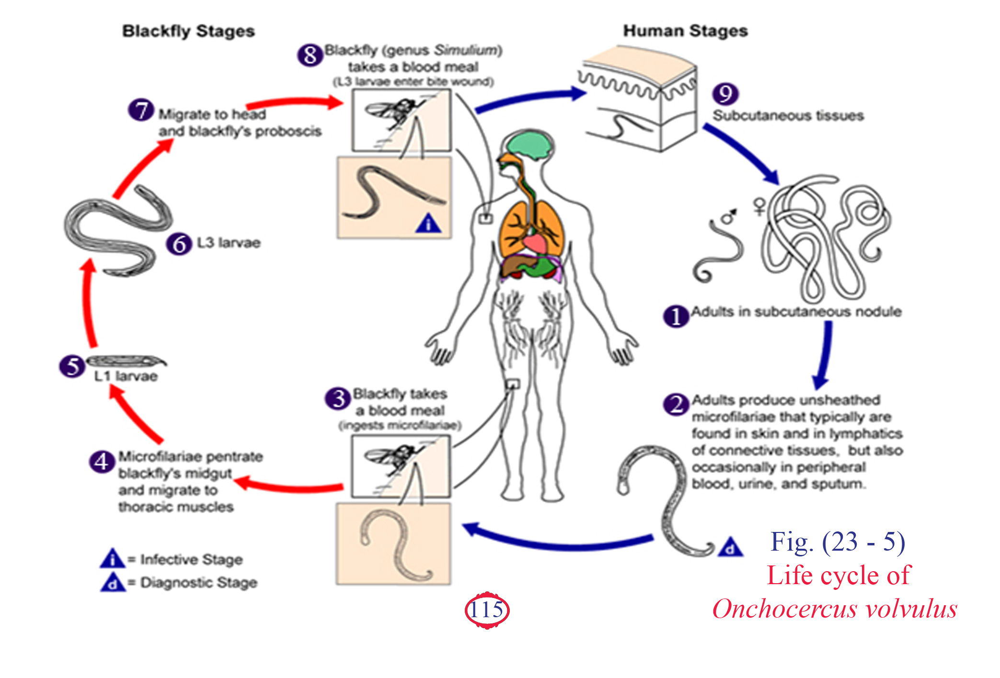 Blackfly Stages
Human Stages
8
Blackfly (genus Simulium)
takes a blood meal
(L3 larvae enter bite wound)
9
Subcutaneous tissues
7
Migrate to head
and blackfly's proboscis
i
♂
♀
6 L3 larvae
1 Adults in subcutaneous nodule
5
L1 larvae
3
Blackfly takes
a blood meal
(ingests microfilariae)
2
Adults produce unsheathed
microfilariae that typically are
found in skin and in lymphatics
of connective tissues, but also
occasionally in peripheral
blood, urine, and sputum.
d
4
Microfilariae pentrate
blackfly's midgut
and migrate to
thoracic muscles
i = Infective Stage
d = Diagnostic Stage
Fig. (23 - 5)
Life cycle of
Onchocercus volvulus
115